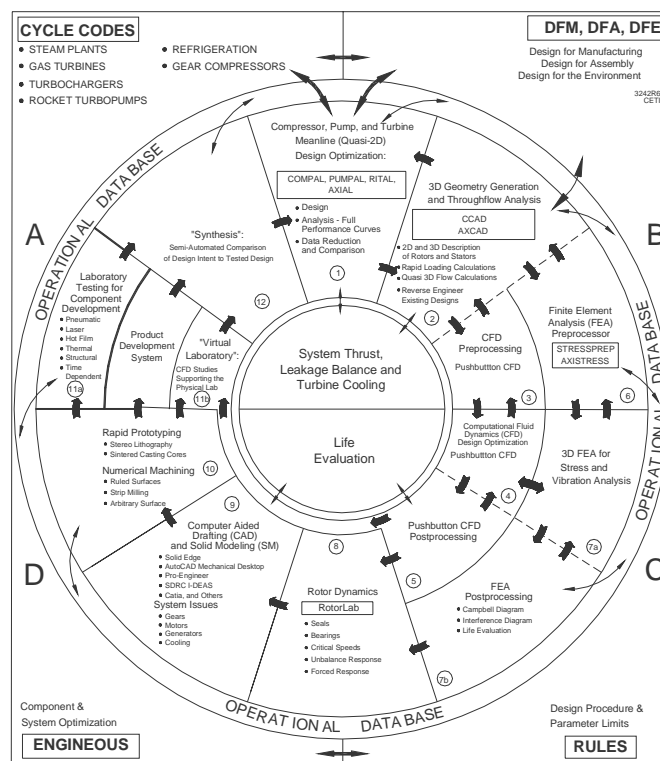 CYCLE CODES
• STEAM PLANTS
• GAS TURBINES
• TURBOCHARGERS
• ROCKET TURBOPUMPS
• REFRIGERATION
• GEAR COMPRESSORS
DFM, DFA, DFE
Design for Manufacturing
Design for Assembly
Design for the Environment
3242R6
CETI
OPERATIONAL DATA BASE
A
B
Compressor, Pump, and Turbine
Meanline (Quasi-2D)
Design Optimization:
COMPAL, PUMPAL, RITAL,
AXIAL
• Design
• Analysis - Full
Performance Curves
• Data Reduction
and Comparison
1
3D Geometry Generation
and Throughflow Analysis
CCAD
AXCAD
• 2D and 3D Description
of Rotors and Stators
• Rapid Loading Calculations
• Quasi 3D Flow Calculations
• Reverse Engineer
Existing Designs
2
"Synthesis":
Semi-Automated Comparison
of Design Intent to Tested Design
12
Laboratory
Testing for
Component
Development
• Pneumatic
• Laser
• Hot Film
• Thermal
• Structural
• Time
Dependent
11a
Product
Development
System
"Virtual
Laboratory":
CFD Studies
Supporting the
Physical Lab
11b
System Thrust,
Leakage Balance and
Turbine Cooling
Life
Evaluation
CFD
Preprocessing
Pushbutton CFD
3
Finite Element
Analysis (FEA)
Preprocessor
STRESSPREP
AXISTRESS
6
OPERATIONAL DATA BASE
Computational Fluid
Dynamics (CFD)
Design Optimization
Pushbuttton CFD
4
3D FEA for
Stress and
Vibration Analysis
7a
Rapid Prototyping
• Stereo Lithography
• Sintered Casting Cores
Numerical Machining
• Ruled Surfaces
• Strip Milling
• Arbitrary Surface
10
9
Computer Aided
Drafting (CAD)
and Solid Modeling (SM)
• Solid Edge
• AutoCAD Mechanical Desktop
• Pro-Engineer
• SDRC I-DEAS
• Catia, and Others
System Issues
• Gears
• Motors
• Generators
• Cooling
8
Rotor Dynamics
RotorLab
• Seals
• Bearings
• Critical Speeds
• Unbalance Response
• Forced Response
Pushbutton CFD
Postprocessing
5
FEA
Postprocessing
• Campbell Diagram
• Interference Diagram
• Life Evaluation
7b
D
C
OPERATIONAL DATA BASE
Component &
System Optimization
ENGINEOUS
Design Procedure &
Parameter Limits
RULES